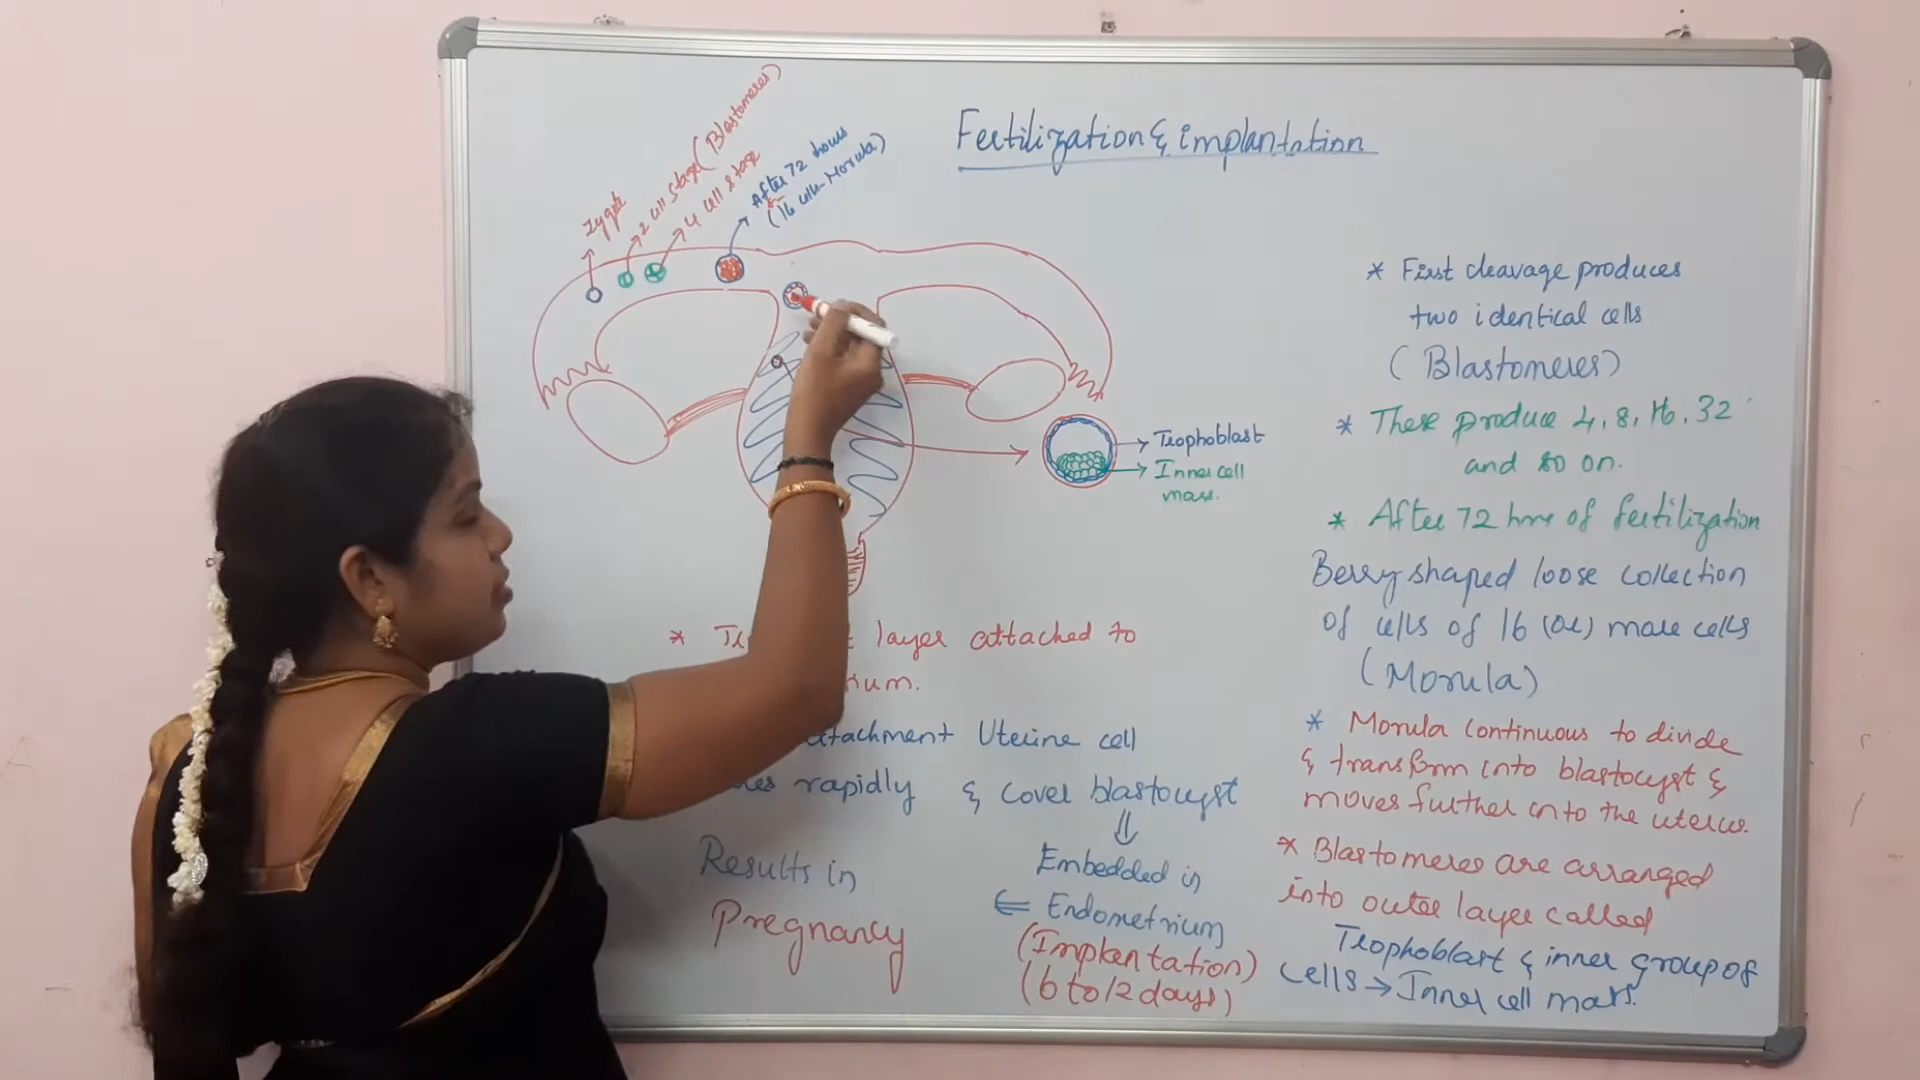 Fertilization & implantation
Zygote
2 cell stage (Blastomeres)
4 cell stage
After 72 hours
16 cells-Morula)
Trophoblast
Inner cell
mass.
* First cleavage produces
two identical cells
(Blastomeres)
* These produce 4, 8, 16, 32
and so on.
* After 72 hrs of fertilization
Berry shaped loose collection
of cells of 16 (or) more cells
(Morula)
* Morula continuous to divide
& transform into blastocyst &
moves further into the uterus.
* Blastomeres are arranged
into outer layer called
Trophoblast & inner group of
cells → Inner cell mass.
* layer attached to
attachment Uterine cell
rapidly & cover blastocyst
⇓
Embedded in
⇐ Endometrium
(Implantation)
(6 to 12 days)
Results in
Pregnancy